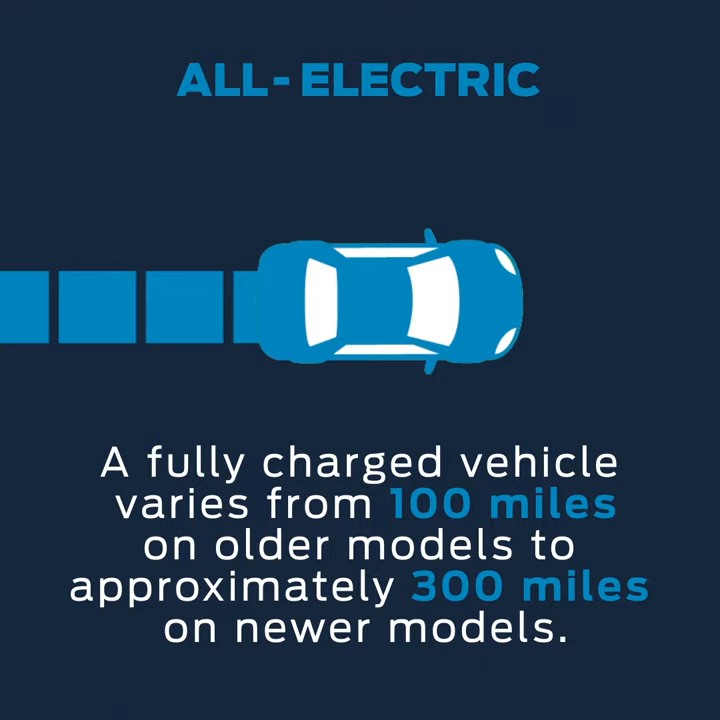 ALL-ELECTRIC
A fully charged vehicle
varies from 100 miles
on older models to
approximately 300 miles
on newer models.